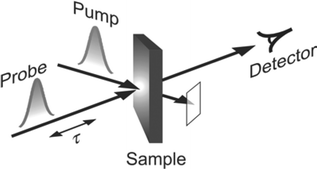 Pump
Probe
Detector
τ
Sample